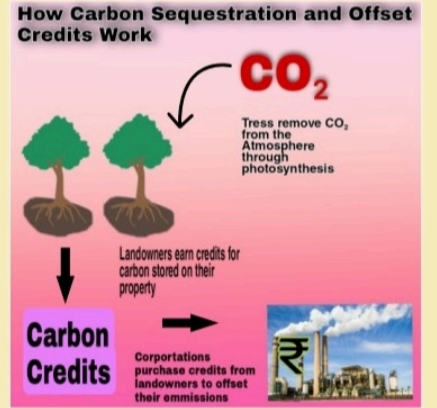 How Carbon Sequestration and Offset
Credits Work
CO₂
Tress remove CO₂
from the
Atmosphere
through
photosynthesis
Landowners earn credits for
carbon stored on their
property
Carbon
Credits
Corportations
purchase credits from
landowners to offset
their emmissions
₹